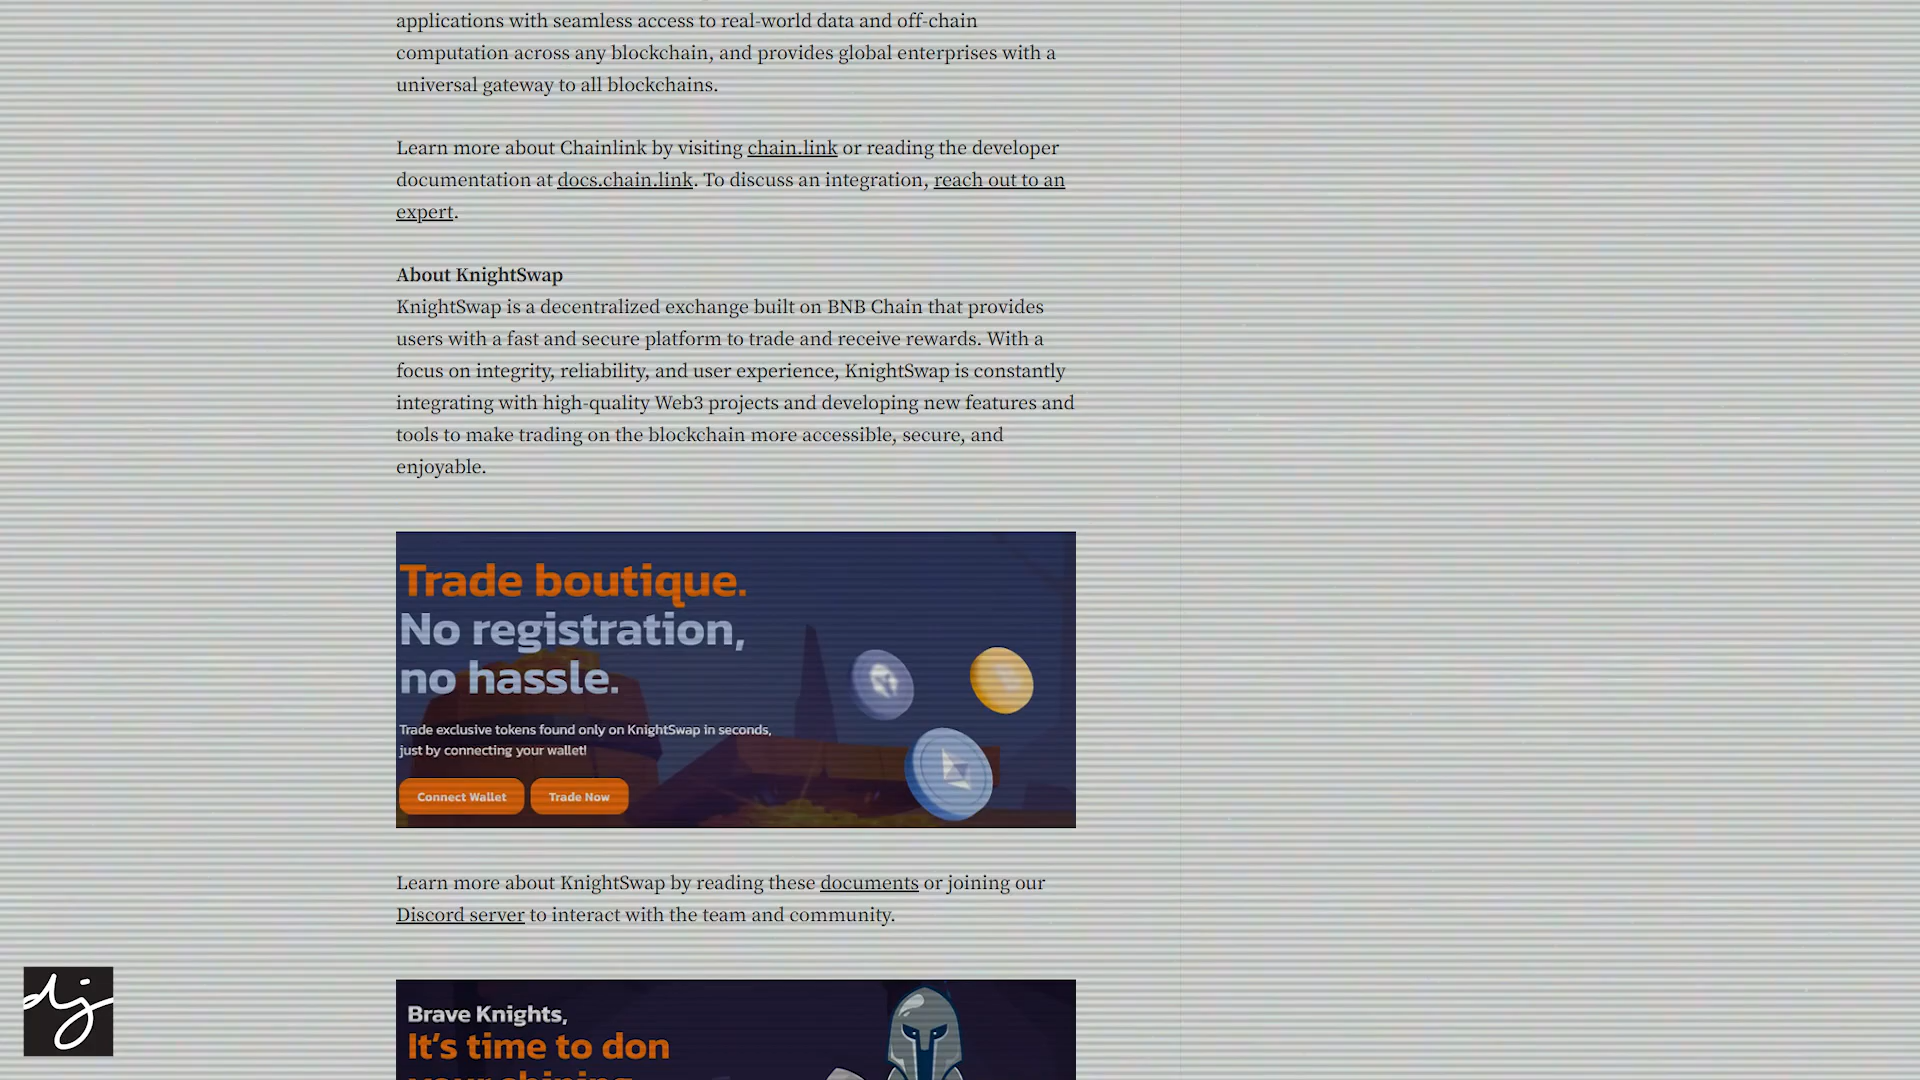 applications with seamless access to real-world data and off-chain
computation across any blockchain, and provides global enterprises with a
universal gateway to all blockchains.
Learn more about Chainlink by visiting chain.link or reading the developer
documentation at docs.chain.link. To discuss an integration, reach out to an
expert.
About KnightSwap
KnightSwap is a decentralized exchange built on BNB Chain that provides
users with a fast and secure platform to trade and receive rewards. With a
focus on integrity, reliability, and user experience, KnightSwap is constantly
integrating with high-quality Web3 projects and developing new features and
tools to make trading on the blockchain more accessible, secure, and
enjoyable.
Trade boutique.
No registration,
no hassle.
Trade exclusive tokens found only on KnightSwap in seconds,
just by connecting your wallet!
Connect Wallet Trade Now
Learn more about KnightSwap by reading these documents or joining our
Discord server to interact with the team and community.
Brave Knights,
It's time to don
your shining
dj